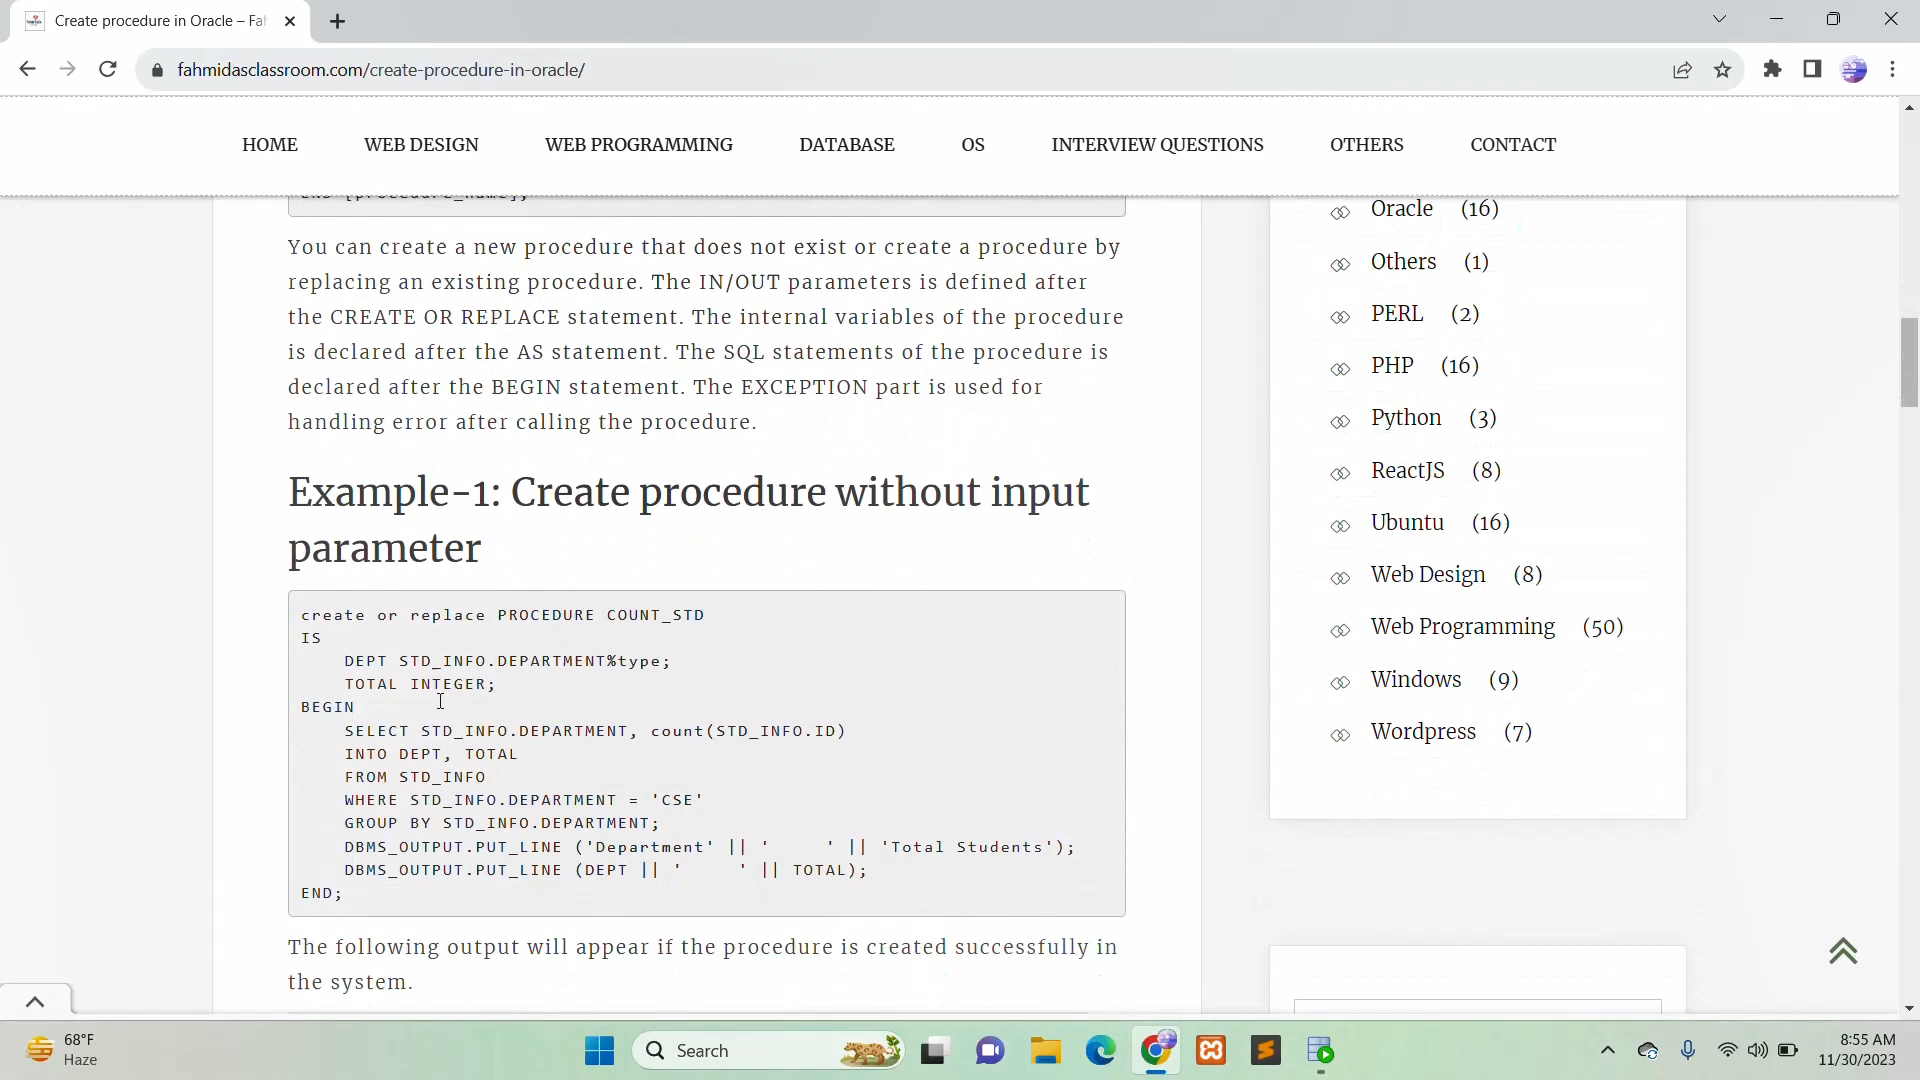 Create procedure in Oracle – Fah
fahmidasclassroom.com/create-procedure-in-oracle/
HOME
WEB DESIGN
WEB PROGRAMMING
DATABASE
OS
INTERVIEW QUESTIONS
OTHERS
CONTACT
END [procedure_name];
You can create a new procedure that does not exist or create a procedure by
replacing an existing procedure. The IN/OUT parameters is defined after
the CREATE OR REPLACE statement. The internal variables of the procedure
is declared after the AS statement. The SQL statements of the procedure is
declared after the BEGIN statement. The EXCEPTION part is used for
handling error after calling the procedure.
Example-1: Create procedure without input
parameter
create or replace PROCEDURE COUNT_STD
IS
    DEPT STD_INFO.DEPARTMENT%type;
    TOTAL INTEGER;
BEGIN
    SELECT STD_INFO.DEPARTMENT, count(STD_INFO.ID)
    INTO DEPT, TOTAL
    FROM STD_INFO
    WHERE STD_INFO.DEPARTMENT = 'CSE'
    GROUP BY STD_INFO.DEPARTMENT;
    DBMS_OUTPUT.PUT_LINE ('Department' || '     ' || 'Total Students');
    DBMS_OUTPUT.PUT_LINE (DEPT || '     ' || TOTAL);
END;
The following output will appear if the procedure is created successfully in
the system.
Oracle (16)
Others (1)
PERL (2)
PHP (16)
Python (3)
ReactJS (8)
Ubuntu (16)
Web Design (8)
Web Programming (50)
Windows (9)
Wordpress (7)
68°F
Haze
Search
8:55 AM
11/30/2023